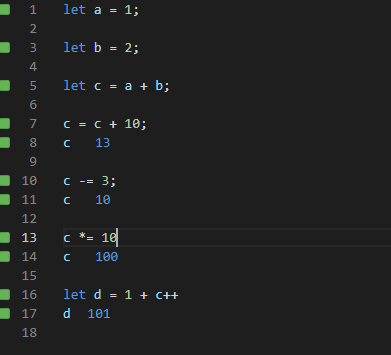 1 let a = 1;
2
3 let b = 2;
4
5 let c = a + b;
6
7 c = c + 10;
8 c 13
9
10 c -= 3;
11 c 10
12
13 c *= 10
14 c 100
15
16 let d = 1 + c++
17 d 101
18